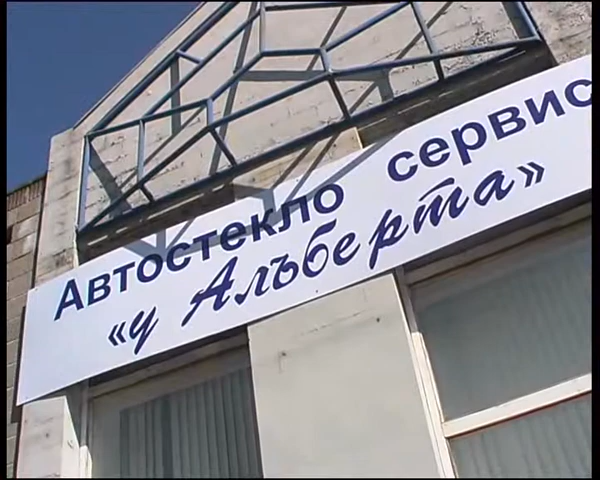 Автостекло сервис
«у Альберта»